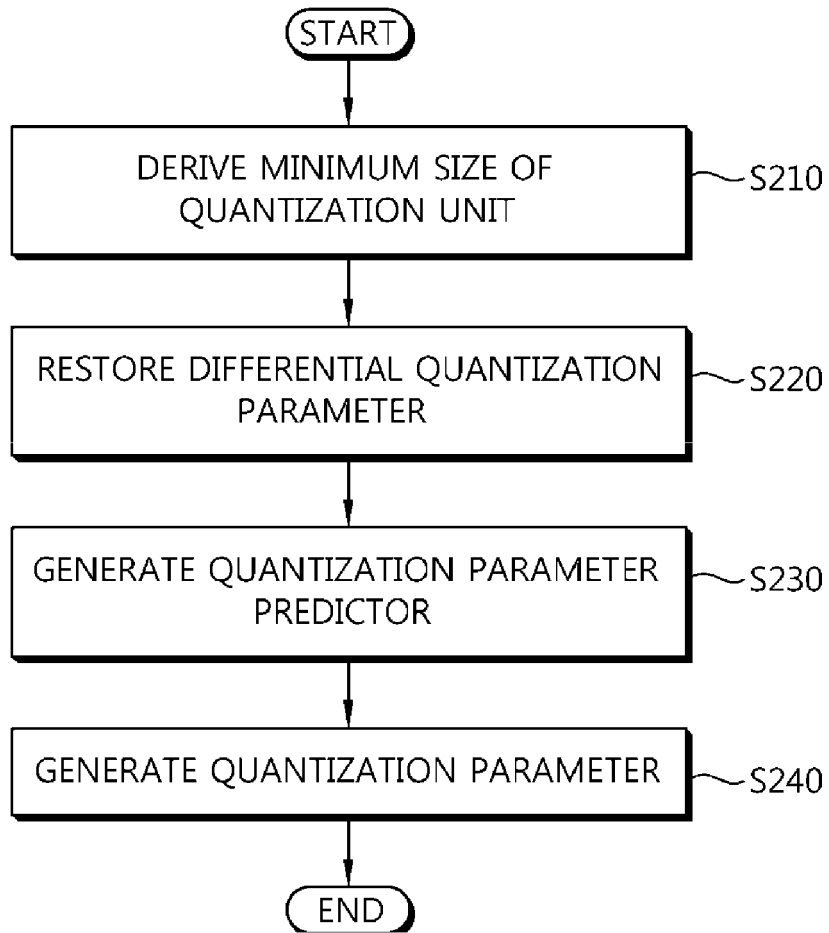 START
DERIVE MINIMUM SIZE OF
QUANTIZATION UNIT
S210
RESTORE DIFFERENTIAL QUANTIZATION
PARAMETER
S220
GENERATE QUANTIZATION PARAMETER
PREDICTOR
S230
GENERATE QUANTIZATION PARAMETER
S240
END